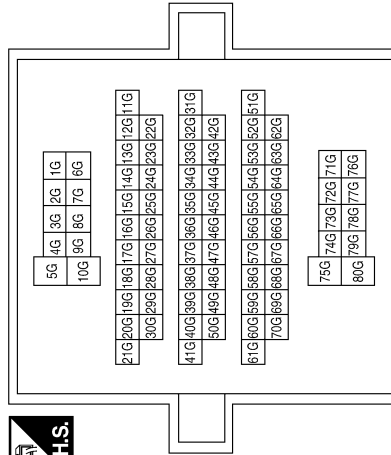 5G 4G 3G 2G 1G
10G 9G 8G 7G 6G
21G 20G 19G 18G 17G 16G 15G 14G 13G 12G 11G
30G 29G 28G 27G 26G 25G 24G 23G 22G
41G 40G 39G 38G 37G 36G 35G 34G 33G 32G 31G
50G 49G 48G 47G 46G 45G 44G 43G 42G
61G 60G 59G 58G 57G 56G 55G 54G 53G 52G 51G
70G 69G 68G 67G 66G 65G 64G 63G 62G
75G 74G 73G 72G 71G
80G 79G 78G 77G 76G
H.S.